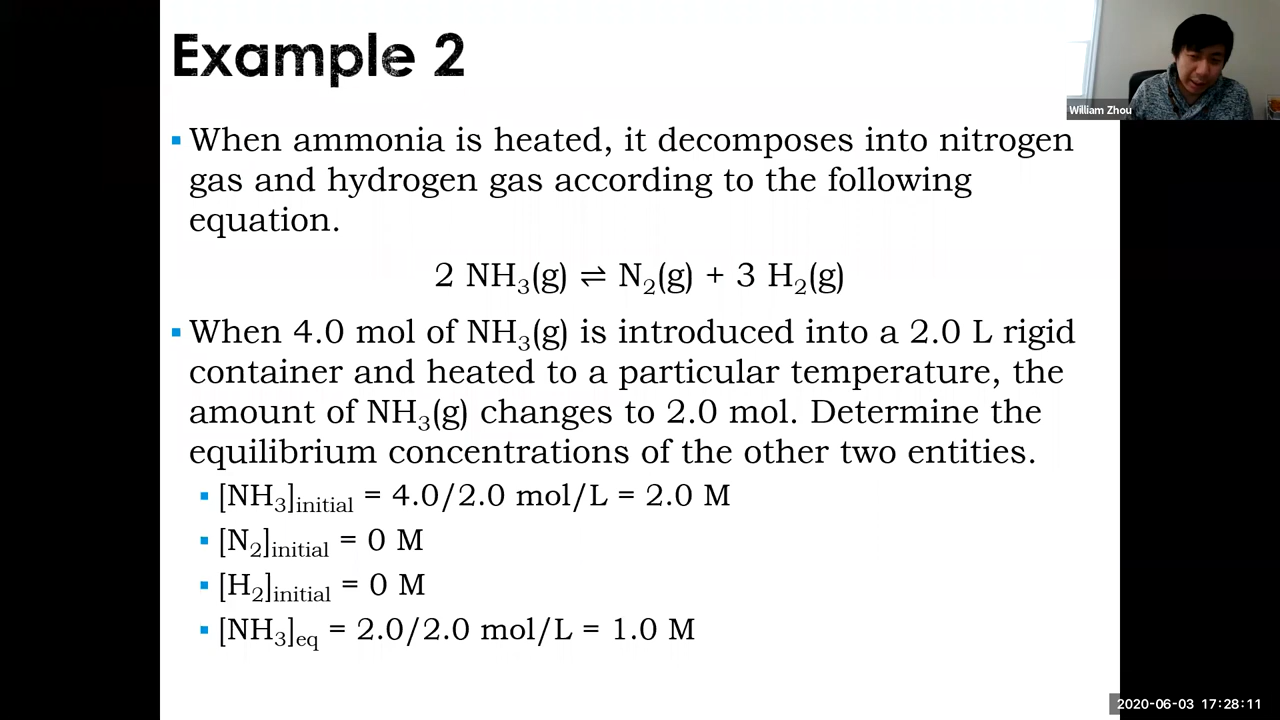 Example 2
William Zhou
When ammonia is heated, it decomposes into nitrogen
gas and hydrogen gas according to the following
equation.
2 NH₃(g) ⇌ N₂(g) + 3 H₂(g)
When 4.0 mol of NH₃(g) is introduced into a 2.0 L rigid
container and heated to a particular temperature, the
amount of NH₃(g) changes to 2.0 mol. Determine the
equilibrium concentrations of the other two entities.
[NH₃]initial = 4.0/2.0 mol/L = 2.0 M
[N₂]initial = 0 M
[H₂]initial = 0 M
[NH₃]eq = 2.0/2.0 mol/L = 1.0 M
2020-06-03 17:28:11